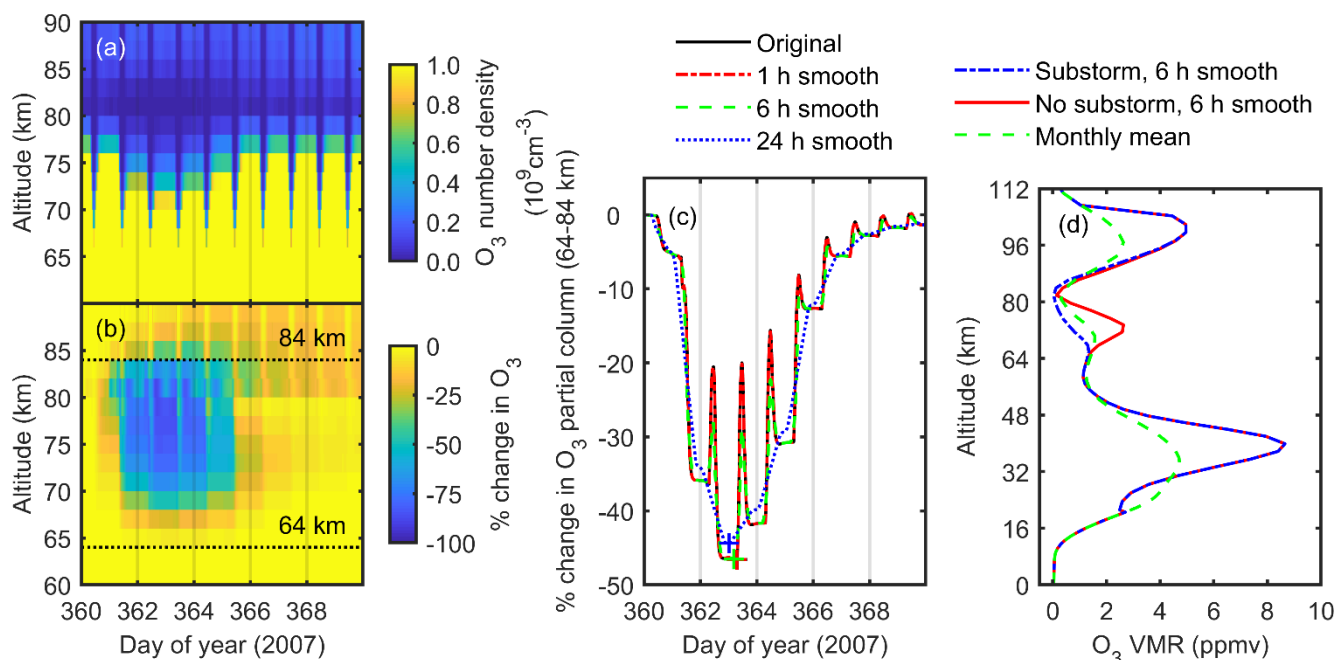 (a)
90
85
80
75
70
65
Altitude (km)
1.0
0.8
0.6
0.4
0.2
0.0
O3 number density
(10⁹cm⁻³)
(b)
84 km
64 km
85
80
75
70
65
60
Altitude (km)
360 362 364 366 368
Day of year (2007)
0
-25
-50
-75
-100
% change in O3
Original
1 h smooth
6 h smooth
24 h smooth
(c)
0
-10
-20
-30
-40
-50
% change in O3 partial column (64-84 km)
360 362 364 366 368
Day of year (2007)
Substorm, 6 h smooth
No substorm, 6 h smooth
Monthly mean
(d)
112
96
80
64
48
32
16
0
Altitude (km)
0 2 4 6 8 10
O3 VMR (ppmv)